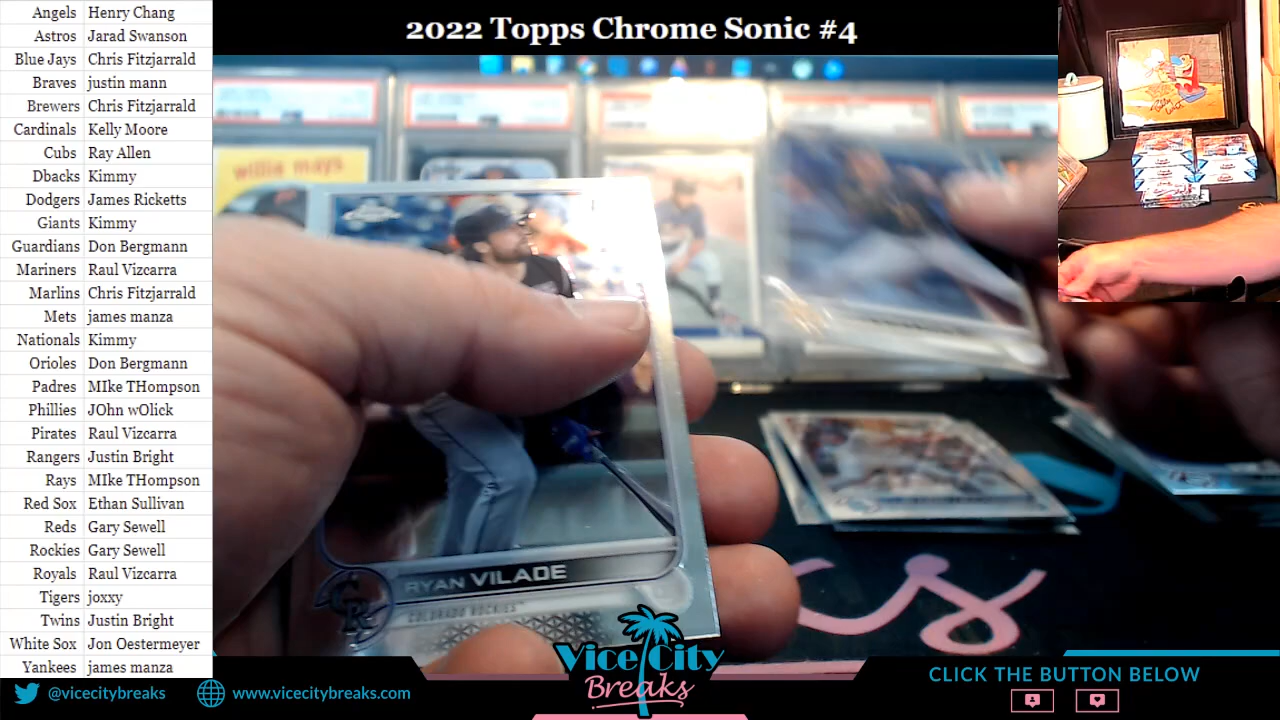 2022 Topps Chrome Sonic #4
Angels Henry Chang
Astros Jarad Swanson
Blue Jays Chris Fitzjarrald
Braves justin mann
Brewers Chris Fitzjarrald
Cardinals Kelly Moore
Cubs Ray Allen
Dbacks Kimmy
Dodgers James Ricketts
Giants Kimmy
Guardians Don Bergmann
Mariners Raul Vizcarra
Marlins Chris Fitzjarrald
Mets james manza
Nationals Kimmy
Orioles Don Bergmann
Padres MIke THompson
Phillies JOhn wOlick
Pirates Raul Vizcarra
Rangers Justin Bright
Rays MIke THompson
Red Sox Ethan Sullivan
Reds Gary Sewell
Rockies Gary Sewell
Royals Raul Vizcarra
Tigers joxxy
Twins Justin Bright
White Sox Jon Oestermeyer
Yankees james manza
willie mays
RYAN VILADE
COLORADO ROCKIES
Vice City
Breaks
@vicecitybreaks
www.vicecitybreaks.com
CLICK THE BUTTON BELOW